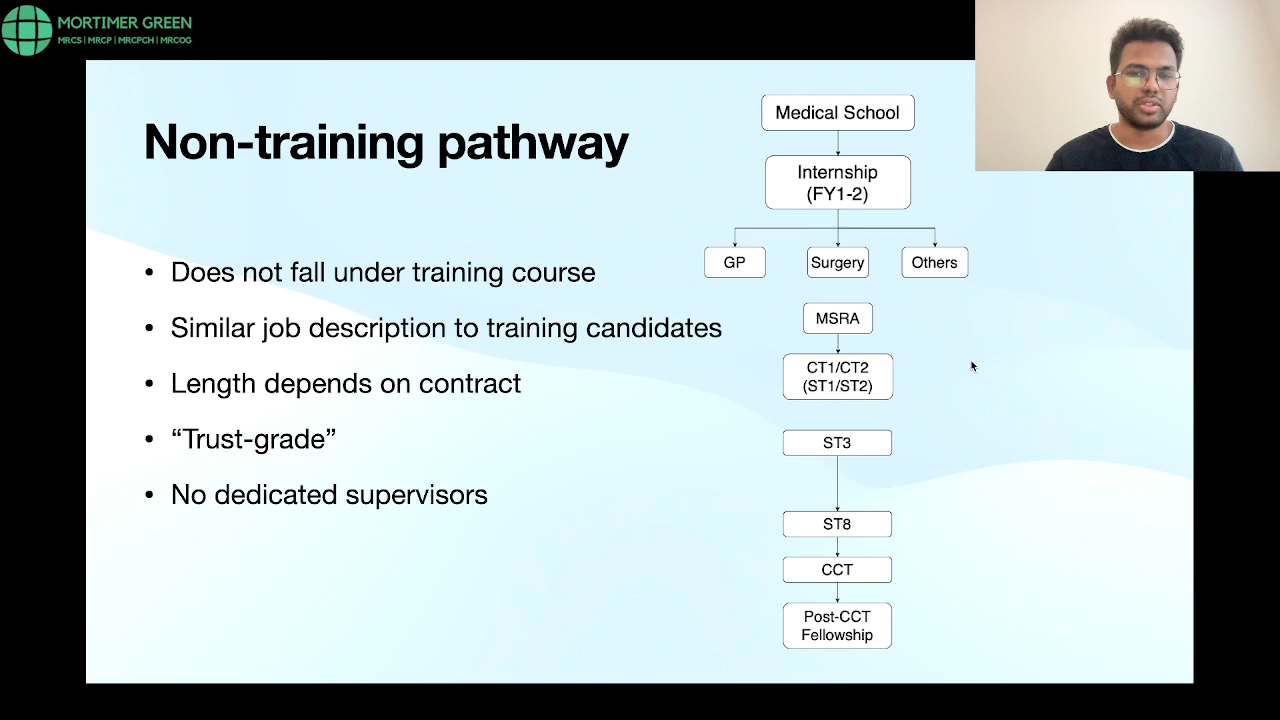 MORTIMER GREEN
MRCS | MRCP | MRCPCH | MRCOG
Non-training pathway
• Does not fall under training course
• Similar job description to training candidates
• Length depends on contract
• “Trust-grade”
• No dedicated supervisors
Medical School
Internship
(FY1-2)
GP
Surgery
Others
MSRA
CT1/CT2
(ST1/ST2)
ST3
ST8
CCT
Post-CCT
Fellowship